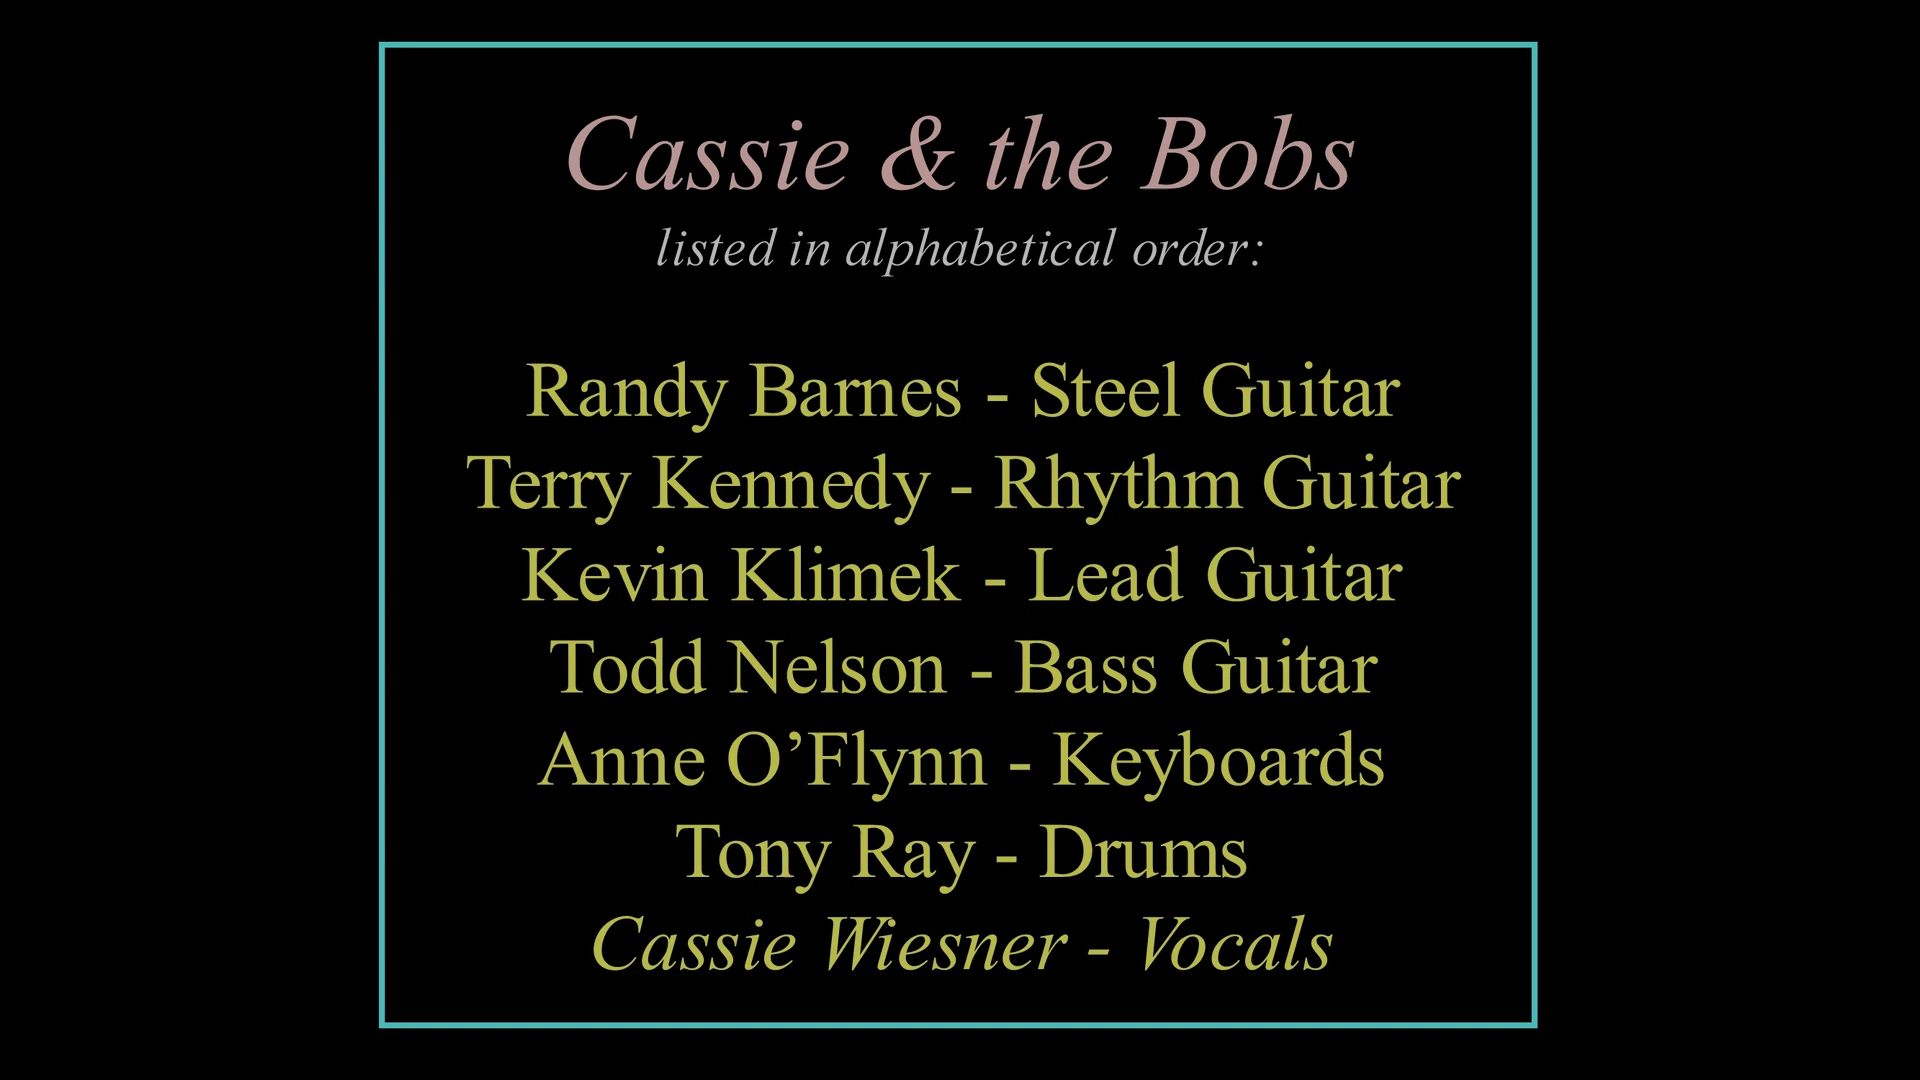 Cassie & the Bobs
listed in alphabetical order:
Randy Barnes - Steel Guitar
Terry Kennedy - Rhythm Guitar
Kevin Klimek - Lead Guitar
Todd Nelson - Bass Guitar
Anne O’Flynn - Keyboards
Tony Ray - Drums
Cassie Wiesner - Vocals